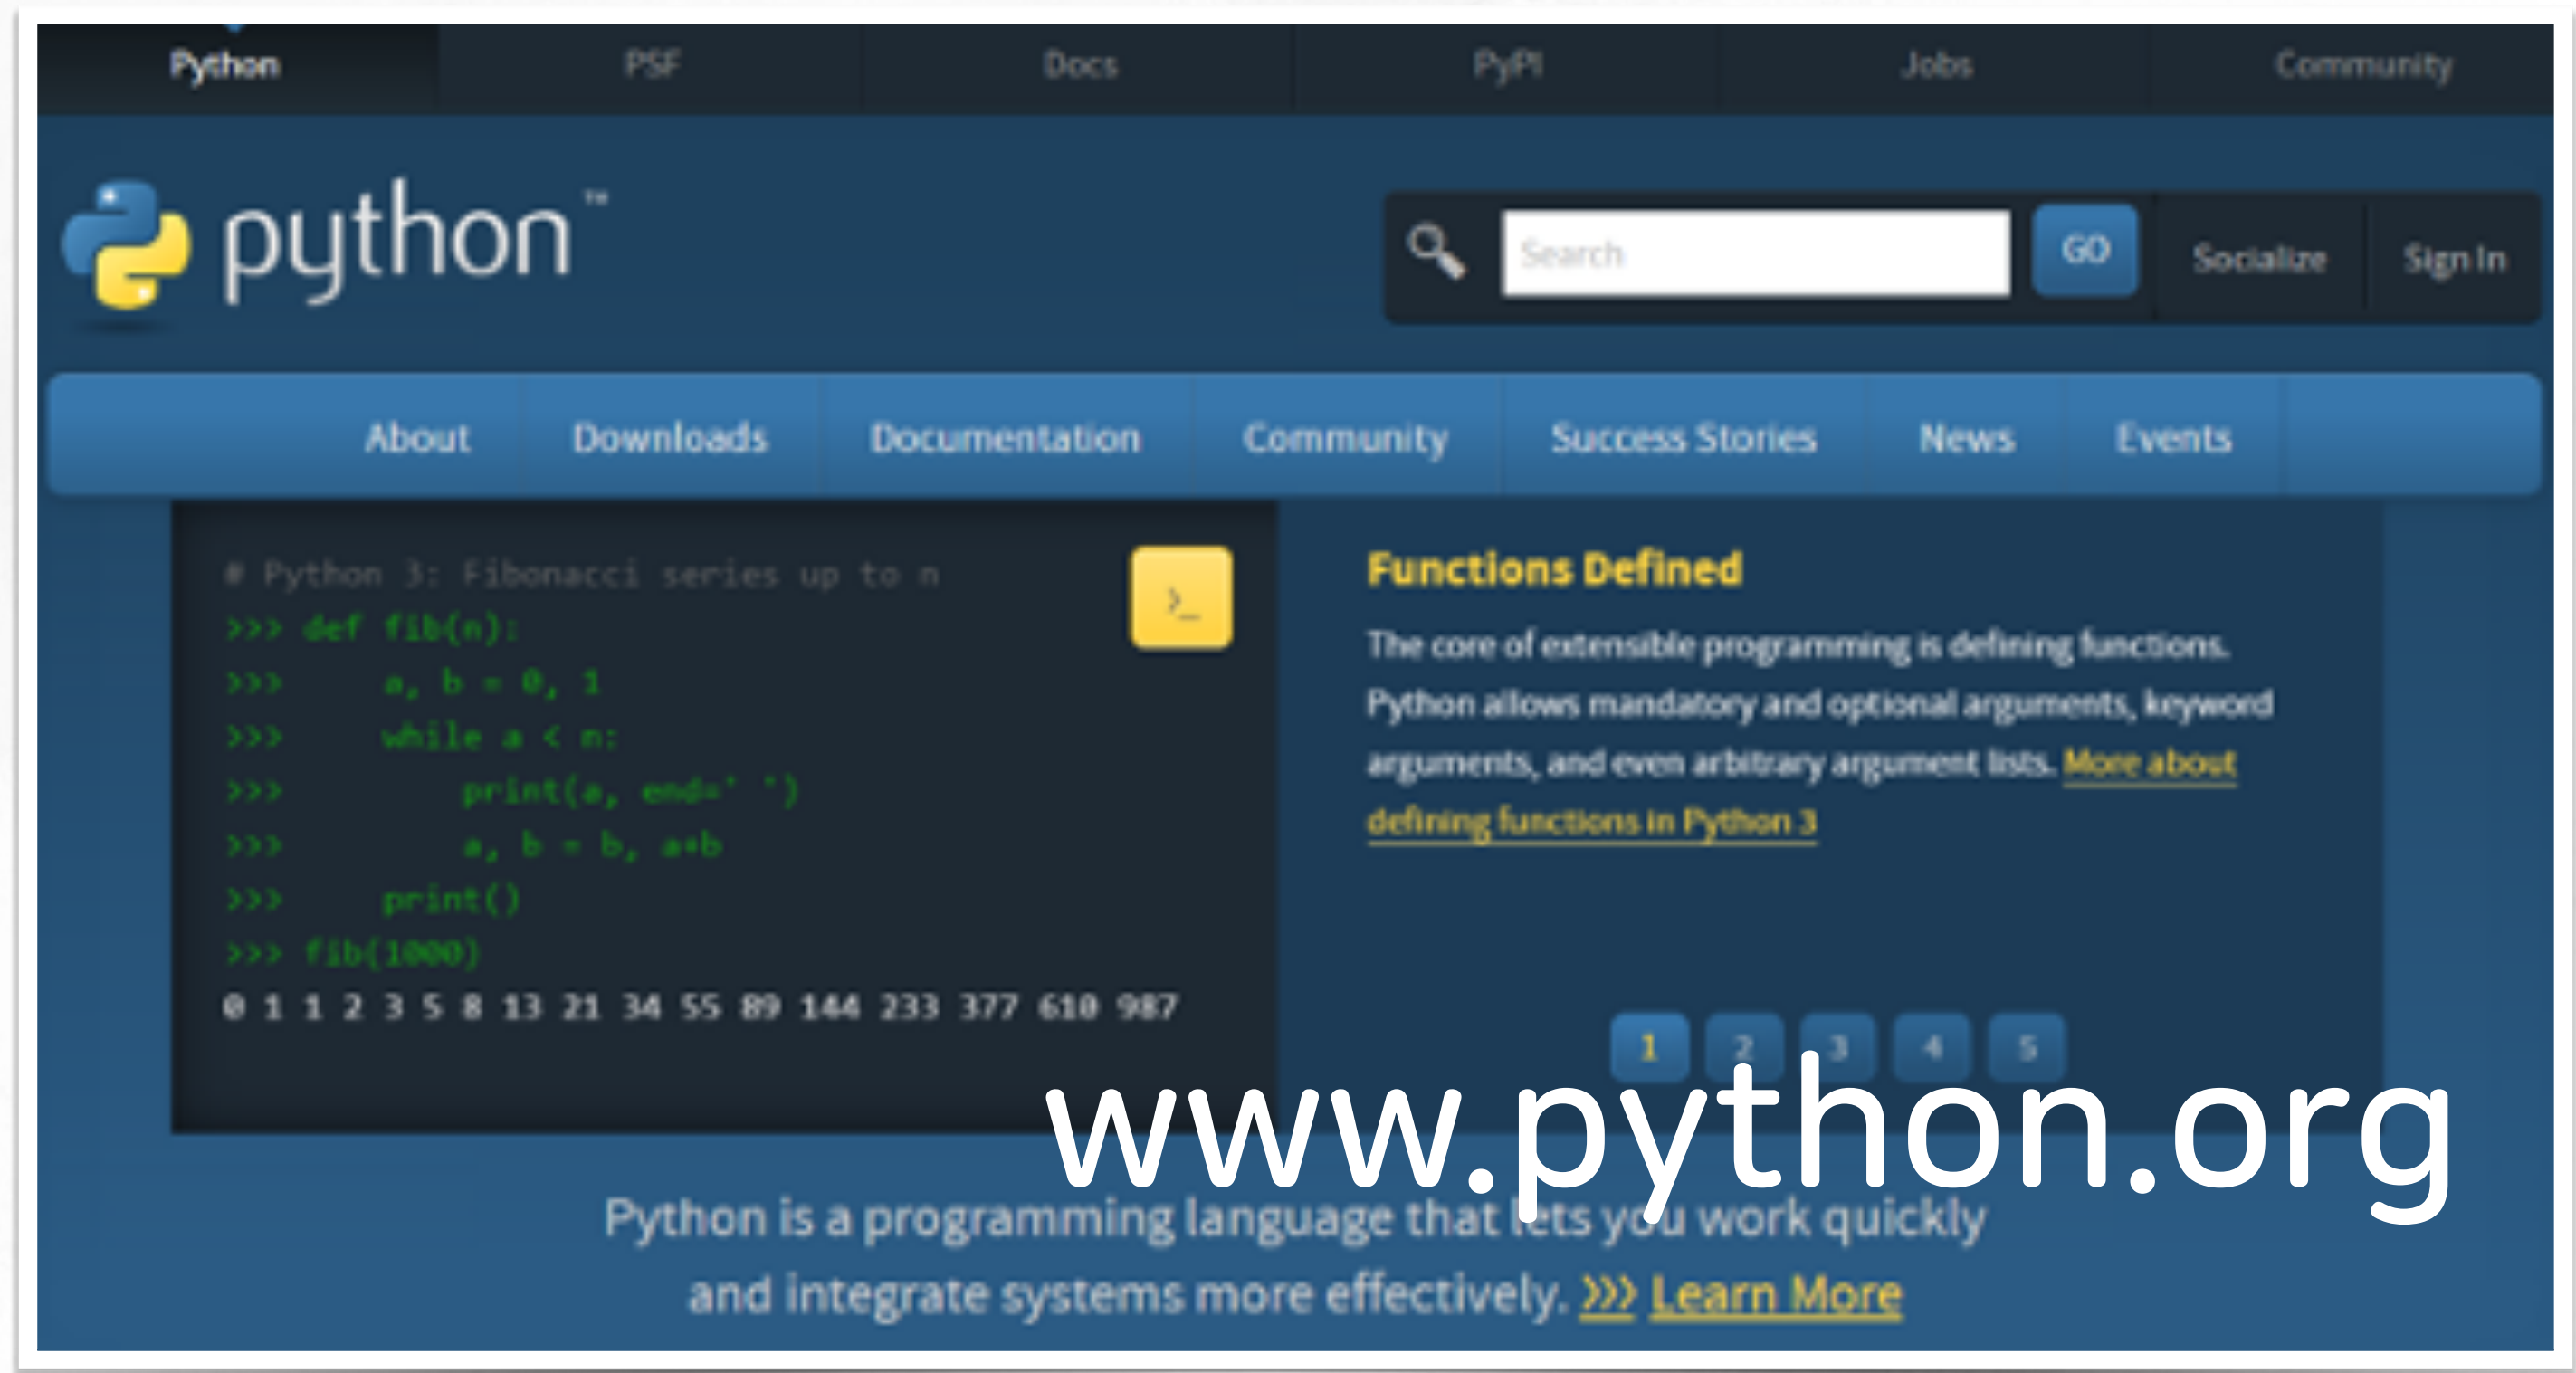 Python PSF Docs PyPI Jobs Community
python™
Search GO Socialize Sign In
About Downloads Documentation Community Success Stories News Events
# Python 3: Fibonacci series up to n
>>> def fib(n):
>>>     a, b = 0, 1
>>>     while a < n:
>>>         print(a, end=' ')
>>>         a, b = b, a+b
>>>     print()
>>> fib(1000)
0 1 1 2 3 5 8 13 21 34 55 89 144 233 377 610 987
>_
Functions Defined
The core of extensible programming is defining functions.
Python allows mandatory and optional arguments, keyword
arguments, and even arbitrary argument lists. More about
defining functions in Python 3
1 2 3 4 5
www.python.org
Python is a programming language that lets you work quickly
and integrate systems more effectively. >>> Learn More